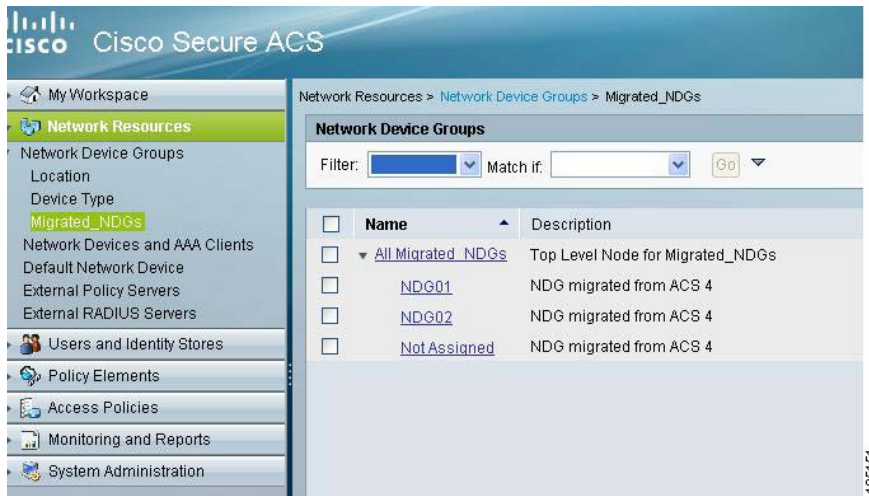 CISCO Cisco Secure ACS
My Workspace
Network Resources
Network Device Groups
Location
Device Type
Migrated_NDGs
Network Devices and AAA Clients
Default Network Device
External Policy Servers
External RADIUS Servers
Users and Identity Stores
Policy Elements
Access Policies
Monitoring and Reports
System Administration
Network Resources > Network Device Groups > Migrated_NDGs
Network Device Groups
Filter: Match if: Go
Name Description
All Migrated_NDGs Top Level Node for Migrated_NDGs
NDG01 NDG migrated from ACS 4
NDG02 NDG migrated from ACS 4
Not Assigned NDG migrated from ACS 4